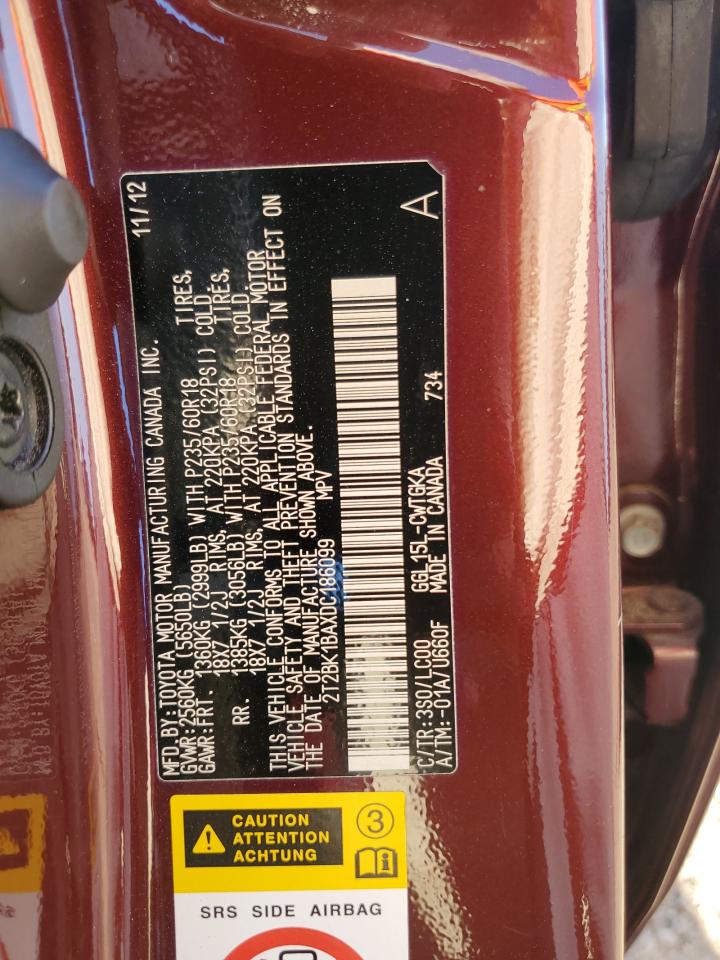 MFD.BY:TOYOTA MOTOR MANUFACTURING CANADA INC. 11/12
GVWR:2560KG (5650LB)
GAWR:FRT. 1360KG (2999LB) WITH P235/60R18 TIRES,
18X7 1/2J RIMS, AT 220KPA (32PSI) COLD
RR. 1385KG (3056LB) WITH P235/60R18 TIRES,
18X7 1/2J RIMS, AT 220KPA (32PSI) COLD
THIS VEHICLE CONFORMS TO ALL APPLICABLE FEDERAL MOTOR
VEHICLE SAFETY AND THEFT PREVENTION STANDARDS IN EFFECT ON
THE DATE OF MANUFACTURE SHOWN ABOVE.
2T2BK1BAXDC186099 MPV
A
C/TR:3S0/LC00 GGL15L-CWTGKA
A/TM:-01A/U660F MADE IN CANADA 734
CAUTION
ATTENTION
ACHTUNG
3
SRS SIDE AIRBAG